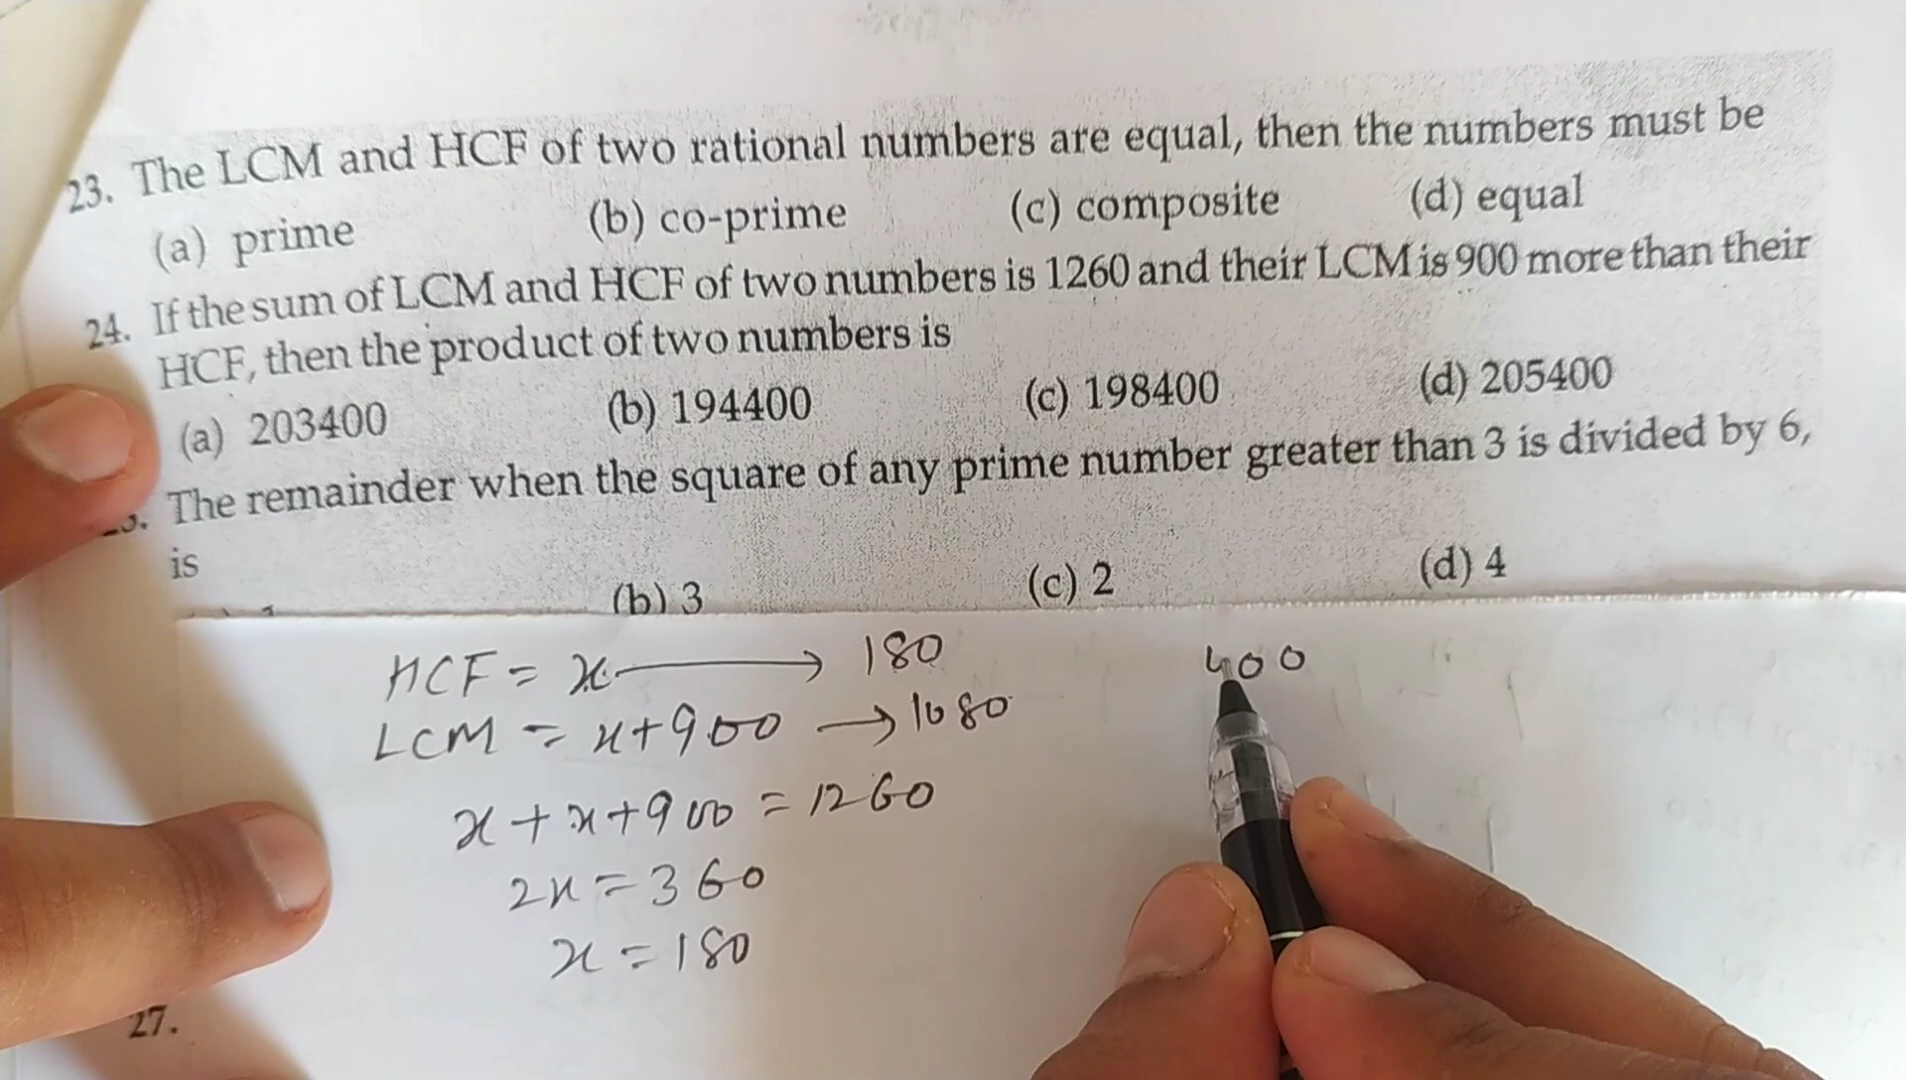 23. The LCM and HCF of two rational numbers are equal, then the numbers must be
(a) prime (b) co-prime (c) composite (d) equal
24. If the sum of LCM and HCF of two numbers is 1260 and their LCM is 900 more than their
HCF, then the product of two numbers is
(a) 203400 (b) 194400 (c) 198400 (d) 205400
The remainder when the square of any prime number greater than 3 is divided by 6,
is
(b) 3 (c) 2 (d) 4
HCF = x → 180
400
LCM = x+900 → 1080
x + x+900 = 1260
2x = 360
x = 180
27.